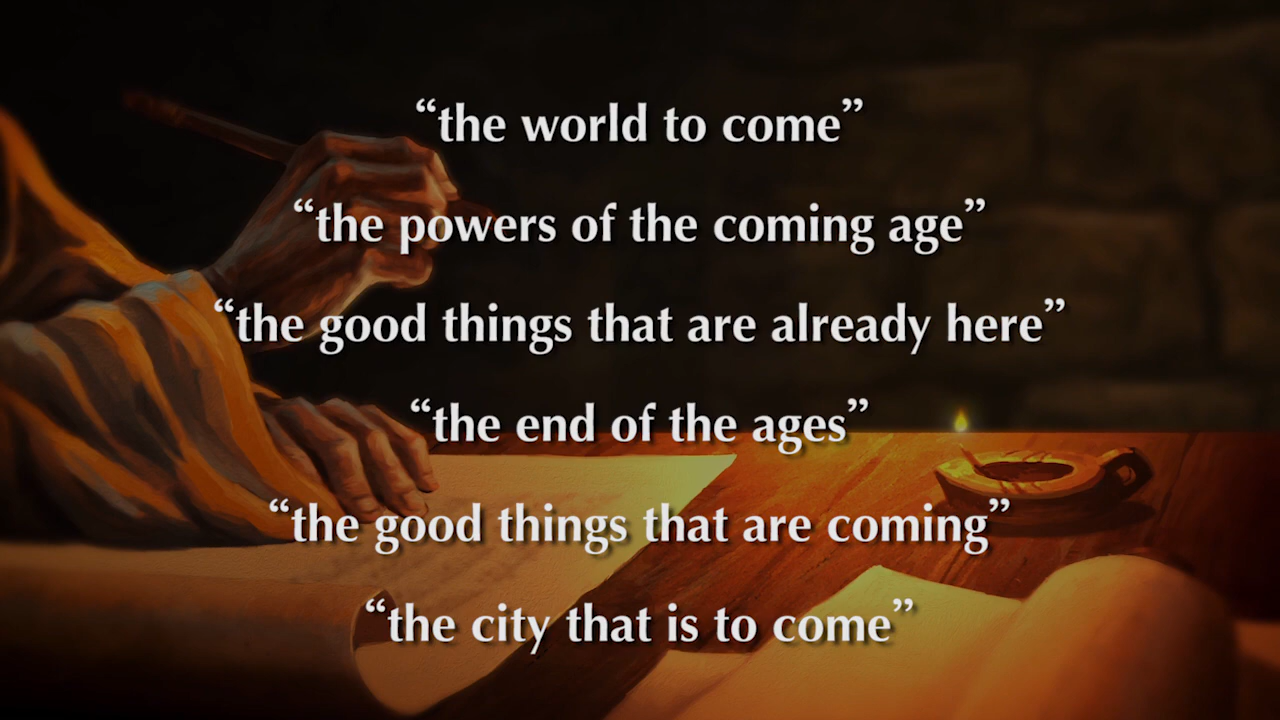 “the world to come”
“the powers of the coming age”
“the good things that are already here”
“the end of the ages”
“the good things that are coming”
“the city that is to come”